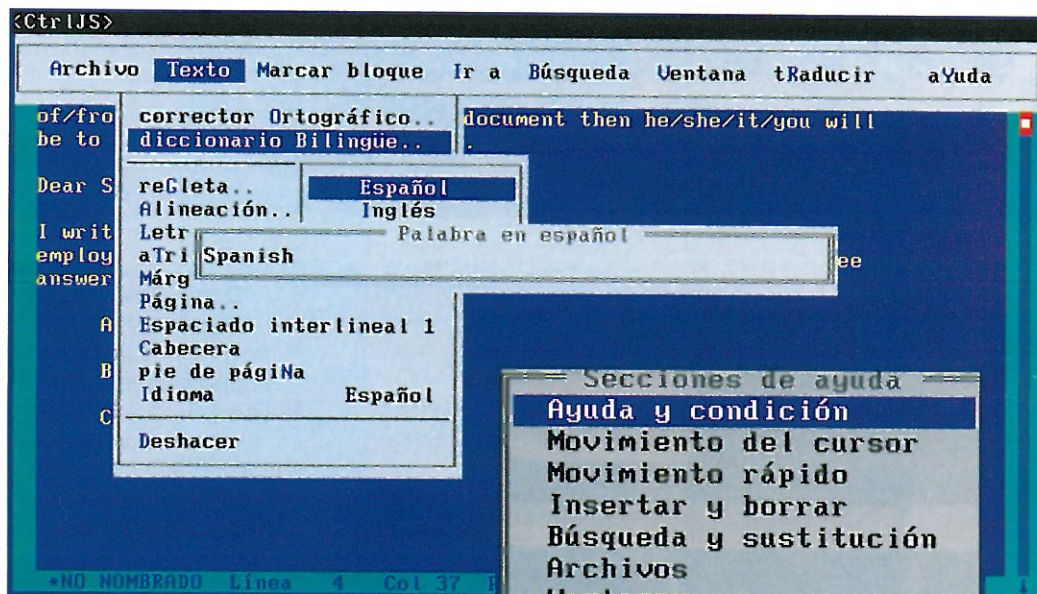 <CtrlJS>
Archivo Texto Marcar bloque Ir a Búsqueda Ventana tRaducir aYuda
of/fro
be to
Dear S
I writ
employ
answer
A
B
C
corrector Ortográfico..
diccionario Bilingüe..
reGleta..
Alineación..
Letr
aTri
Márg
Página..
Espaciado interlineal 1
Cabecera
pie de págiNa
Idioma Español
Deshacer
document then he/she/it/you will
.
Español
Inglés
Palabra en español
Spanish
ee
Secciones de ayuda
Ayuda y condición
Movimiento del cursor
Movimiento rápido
Insertar y borrar
Búsqueda y sustitución
Archivos
*NO NOMBRADO Línea 4 Col 37